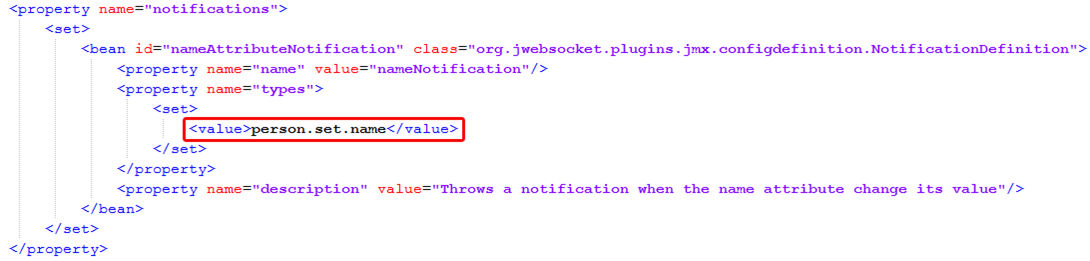 <property name="notifications">
<set>
<bean id="nameAttributeNotification" class="org.jwebsocket.plugins.jmx.configdefinition.NotificationDefinition">
<property name="name" value="nameNotification"/>
<property name="types">
<set>
<value>person.set.name</value>
</set>
</property>
<property name="description" value="Throws a notification when the name attribute change its value"/>
</bean>
</set>
</property>